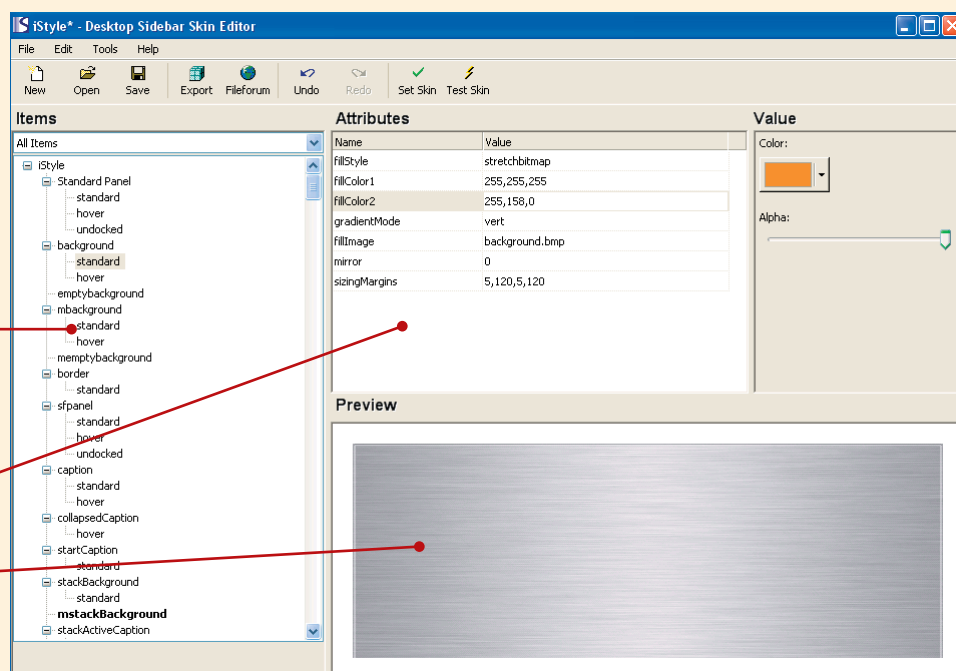 iStyle* - Desktop Sidebar Skin Editor
File Edit Tools Help
New Open Save Export Fileforum Undo Redo Set Skin Test Skin
Items
All Items
iStyle
Standard Panel
standard
hover
undocked
background
standard
hover
emptybackground
mbackground
standard
hover
memptybackground
border
standard
sfpanel
standard
hover
undocked
caption
standard
hover
collapsedCaption
hover
startCaption
standard
stackBackground
standard
mstackBackground
stackActiveCaption
Attributes
Name Value
fillStyle stretchbitmap
fillColor1 255,255,255
fillColor2 255,158,0
gradientMode vert
fillImage background.bmp
mirror 0
sizingMargins 5,120,5,120
Value
Color:
Alpha:
Preview